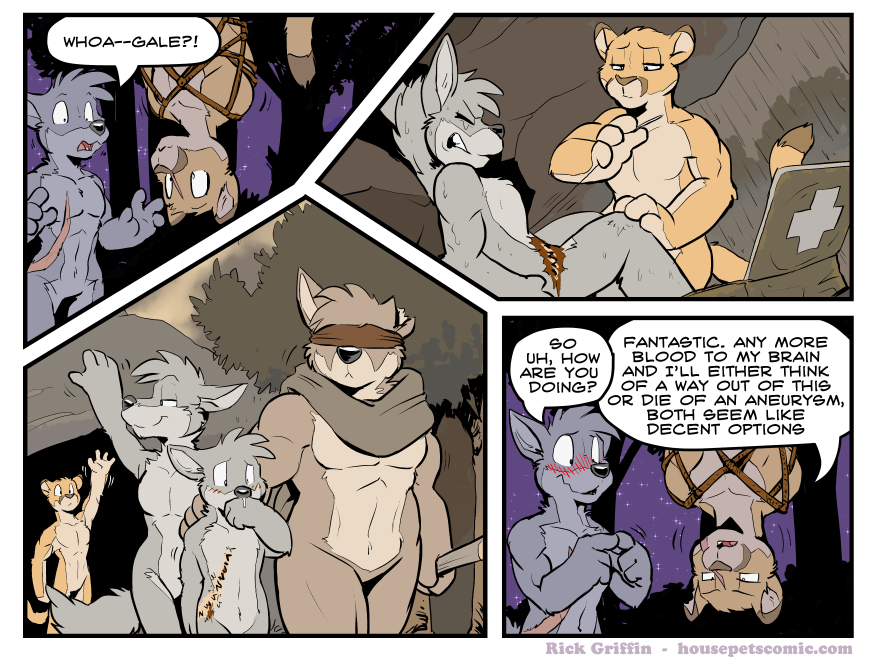 WHOA--GALE?!
SO
UH, HOW
ARE YOU
DOING?
FANTASTIC. ANY MORE
BLOOD TO MY BRAIN
AND I'LL EITHER THINK
OF A WAY OUT OF THIS
OR DIE OF AN ANEURYSM,
BOTH SEEM LIKE
DECENT OPTIONS
Rick Griffin - housepetscomic.com